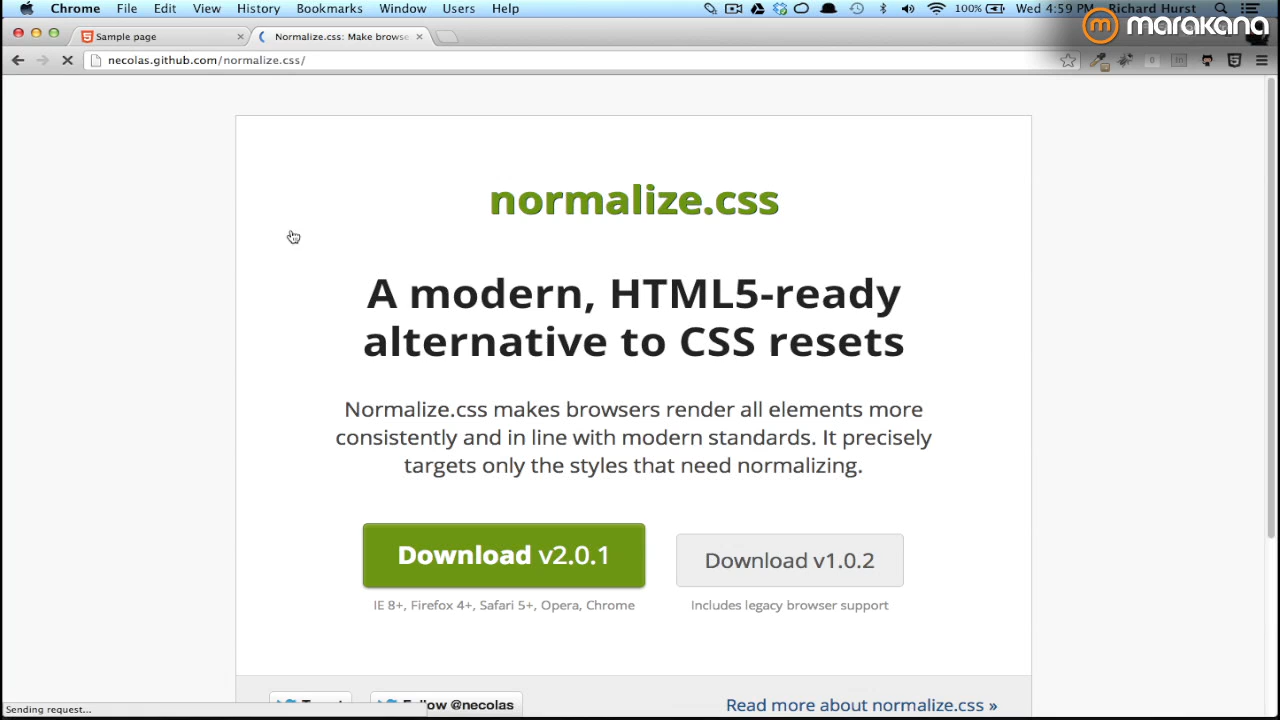 Chrome File Edit View History Bookmarks Window Users Help 100% Wed 4:59 PM Richard Hurst
marakana
Sample page Normalize.css: Make browse
necolas.github.com/normalize.css/
normalize.css
A modern, HTML5-ready
alternative to CSS resets
Normalize.css makes browsers render all elements more
consistently and in line with modern standards. It precisely
targets only the styles that need normalizing.
Download v2.0.1 Download v1.0.2
IE 8+, Firefox 4+, Safari 5+, Opera, Chrome Includes legacy browser support
Follow @necolas Read more about normalize.css »
Sending request...